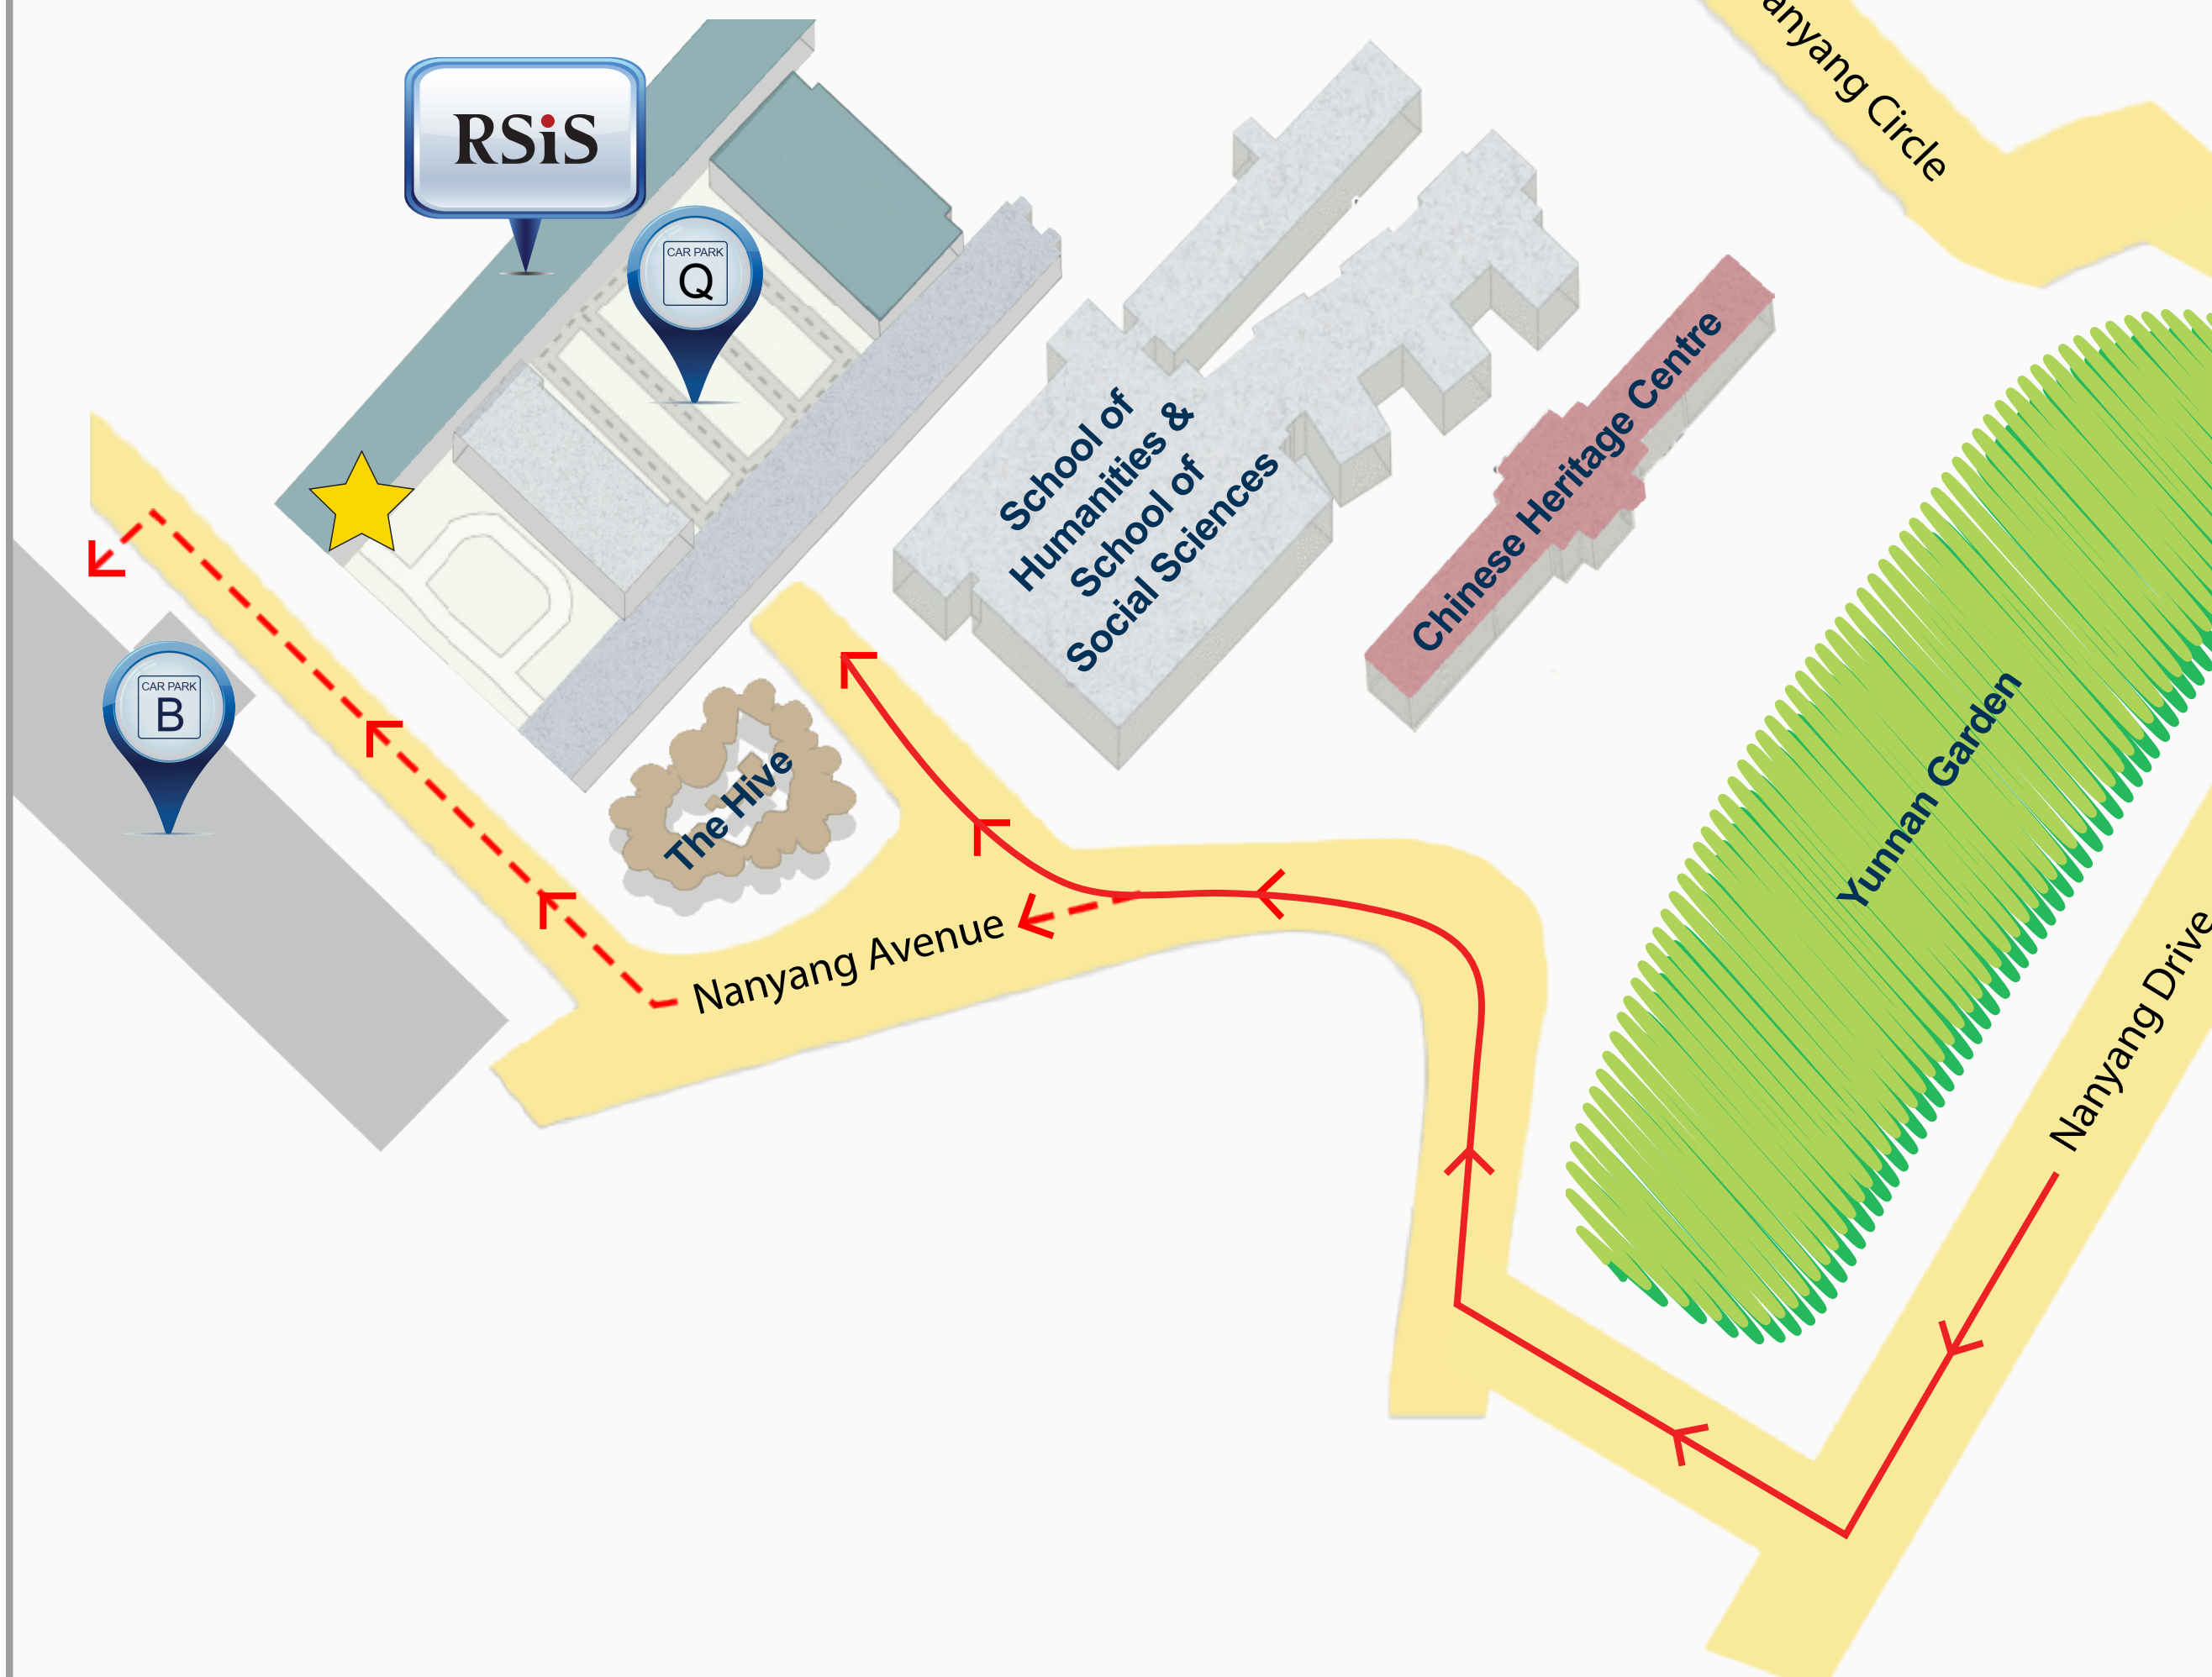 anyang Circle
RSiS
CAR PARK
Q
School of
Humanities &
School of
Social Sciences
Chinese Heritage Centre
CAR PARK
B
The Hive
Yunnan Garden
Nanyang Avenue
Nanyang Drive